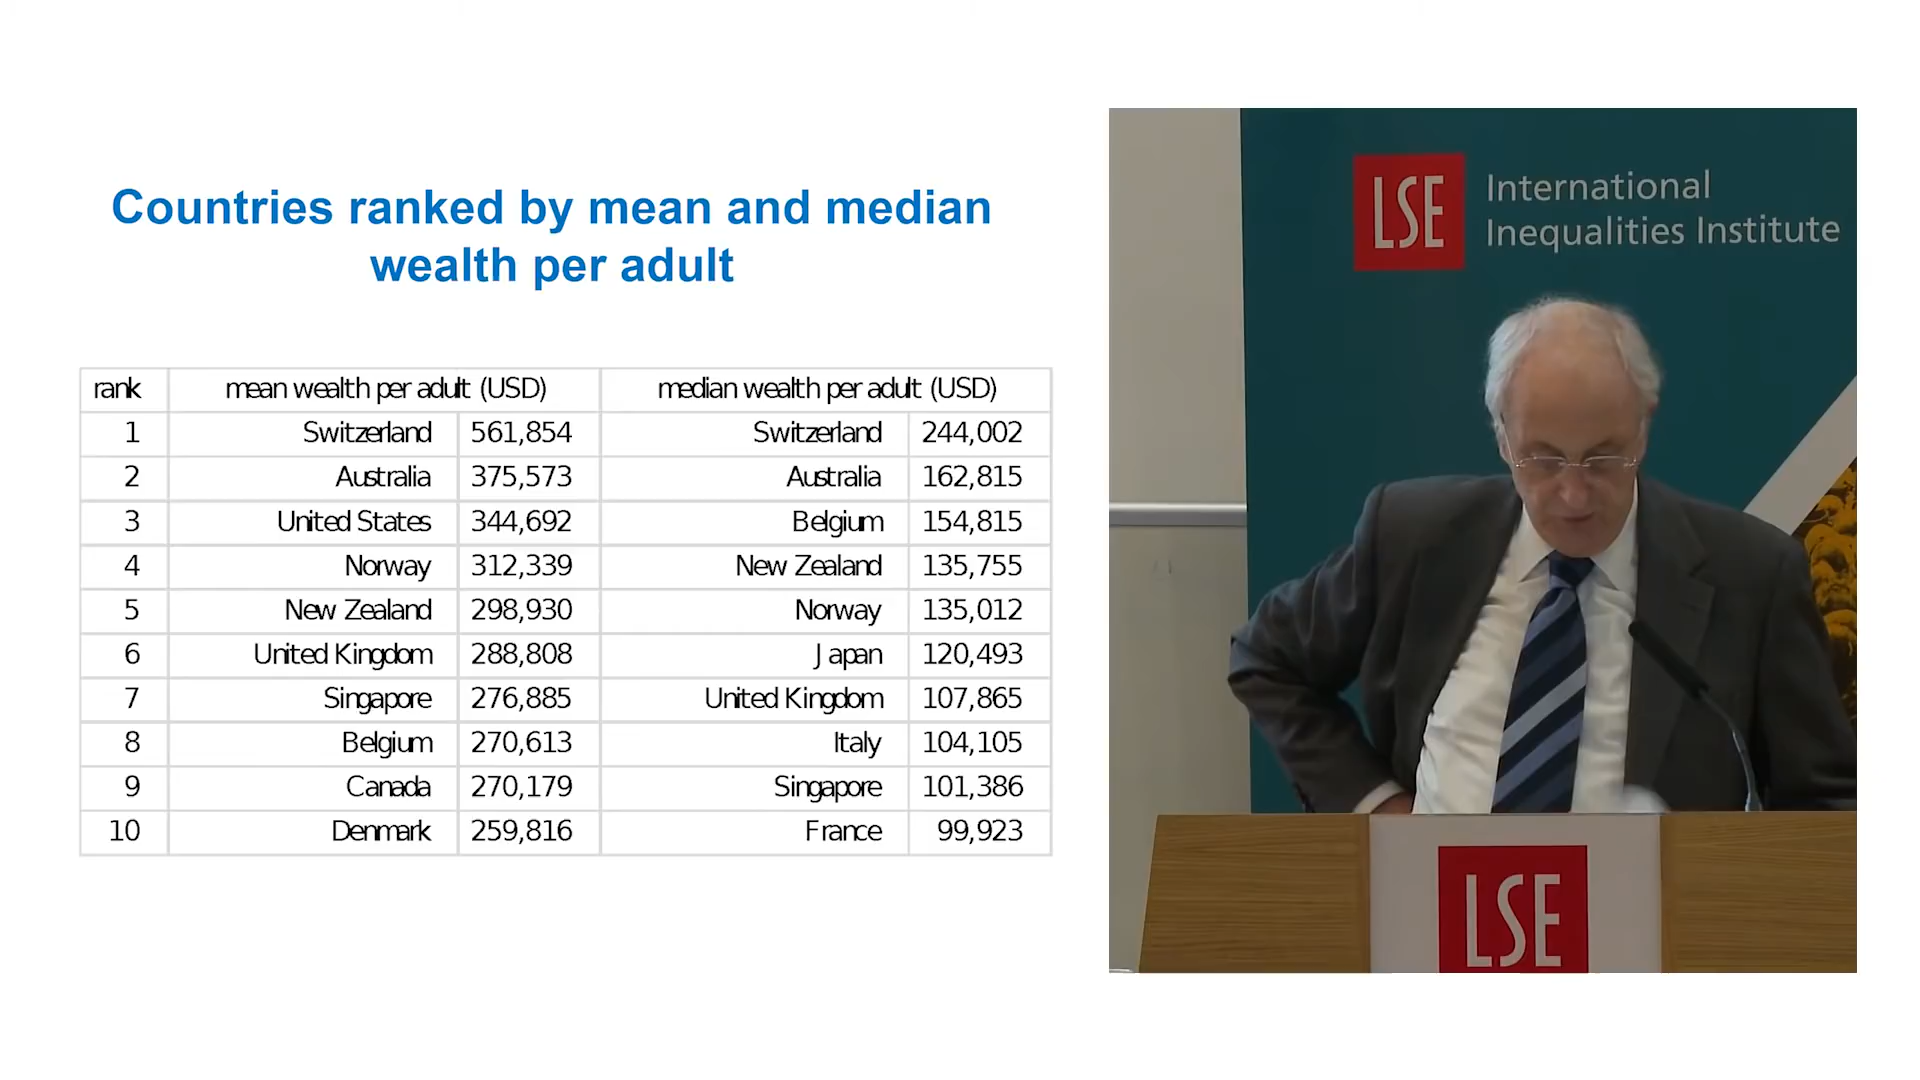 Countries ranked by mean and median
wealth per adult
rank mean wealth per adult (USD) median wealth per adult (USD)
1 Switzerland 561,854 Switzerland 244,002
2 Australia 375,573 Australia 162,815
3 United States 344,692 Belgium 154,815
4 Norway 312,339 New Zealand 135,755
5 New Zealand 298,930 Norway 135,012
6 United Kingdom 288,808 Japan 120,493
7 Singapore 276,885 United Kingdom 107,865
8 Belgium 270,613 Italy 104,105
9 Canada 270,179 Singapore 101,386
10 Denmark 259,816 France 99,923
LSE International
Inequalities Institute
LSE